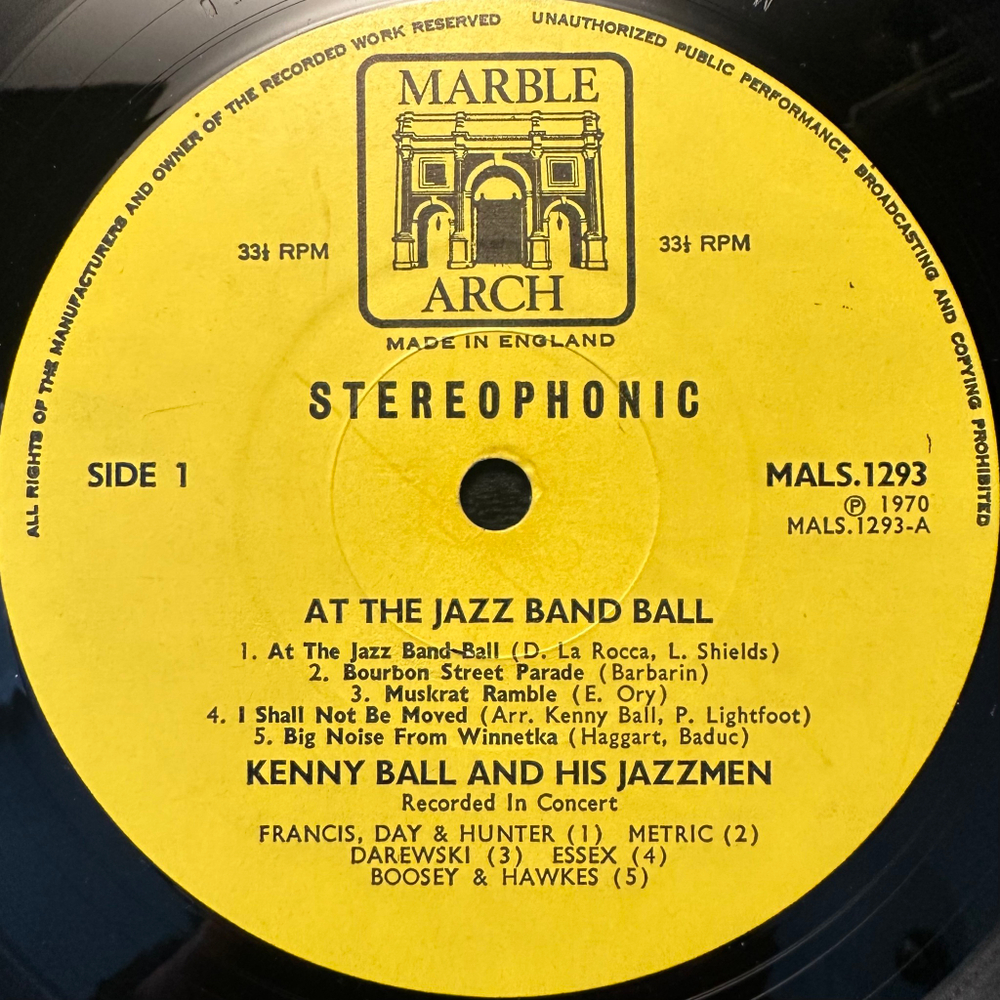 ALL RIGHTS OF THE MANUFACTURERS AND OWNER OF THE RECORDED WORK RESERVED
UNAUTHORIZED PUBLIC PERFORMANCE, BROADCASTING AND COPYING PROHIBITED
MARBLE
ARCH
33⅓ RPM
33⅓ RPM
MADE IN ENGLAND
STEREOPHONIC
SIDE 1
MALS.1293
℗ 1970
MALS.1293-A
AT THE JAZZ BAND BALL
1. At The Jazz Band Ball (D. La Rocca, L. Shields)
2. Bourbon Street Parade (Barbarin)
3. Muskrat Ramble (E. Ory)
4. I Shall Not Be Moved (Arr. Kenny Ball, P. Lightfoot)
5. Big Noise From Winnetka (Haggart, Baduc)
KENNY BALL AND HIS JAZZMEN
Recorded In Concert
FRANCIS, DAY & HUNTER (1) METRIC (2)
DAREWSKI (3) ESSEX (4)
BOOSEY & HAWKES (5)